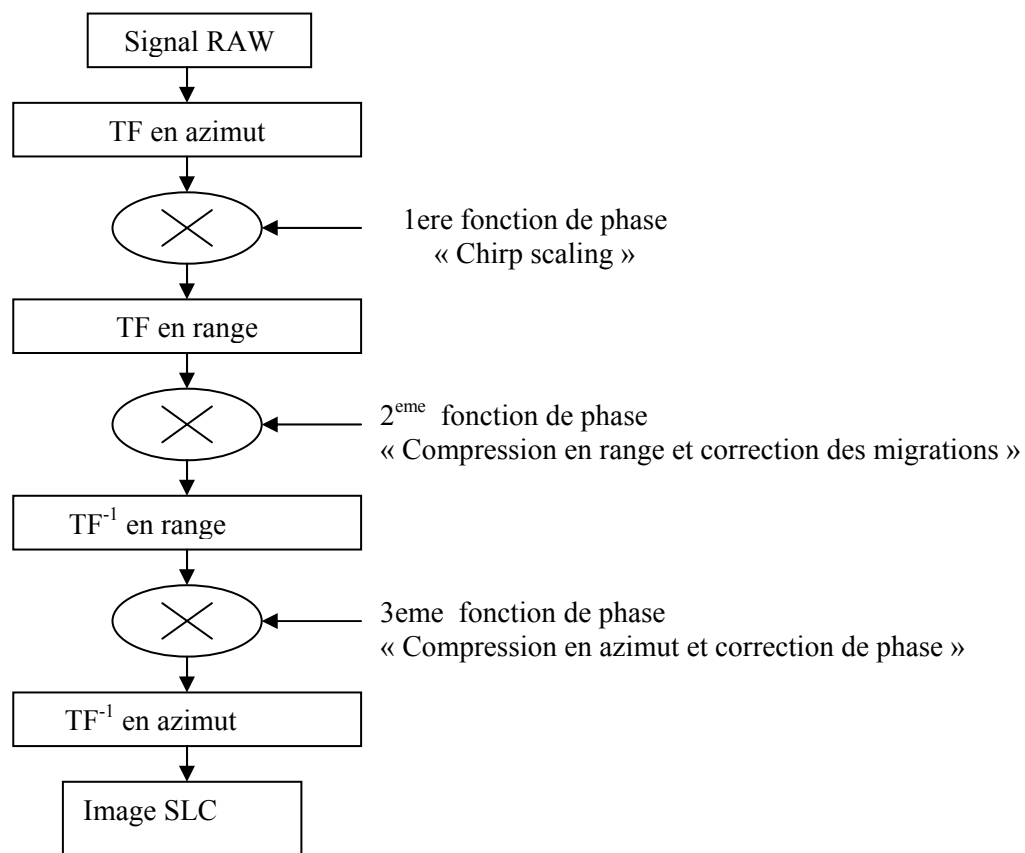 Signal RAW
TF en azimut
1ere fonction de phase
« Chirp scaling »
TF en range
2eme fonction de phase
« Compression en range et correction des migrations »
TF-1 en range
3eme fonction de phase
« Compression en azimut et correction de phase »
TF-1 en azimut
Image SLC